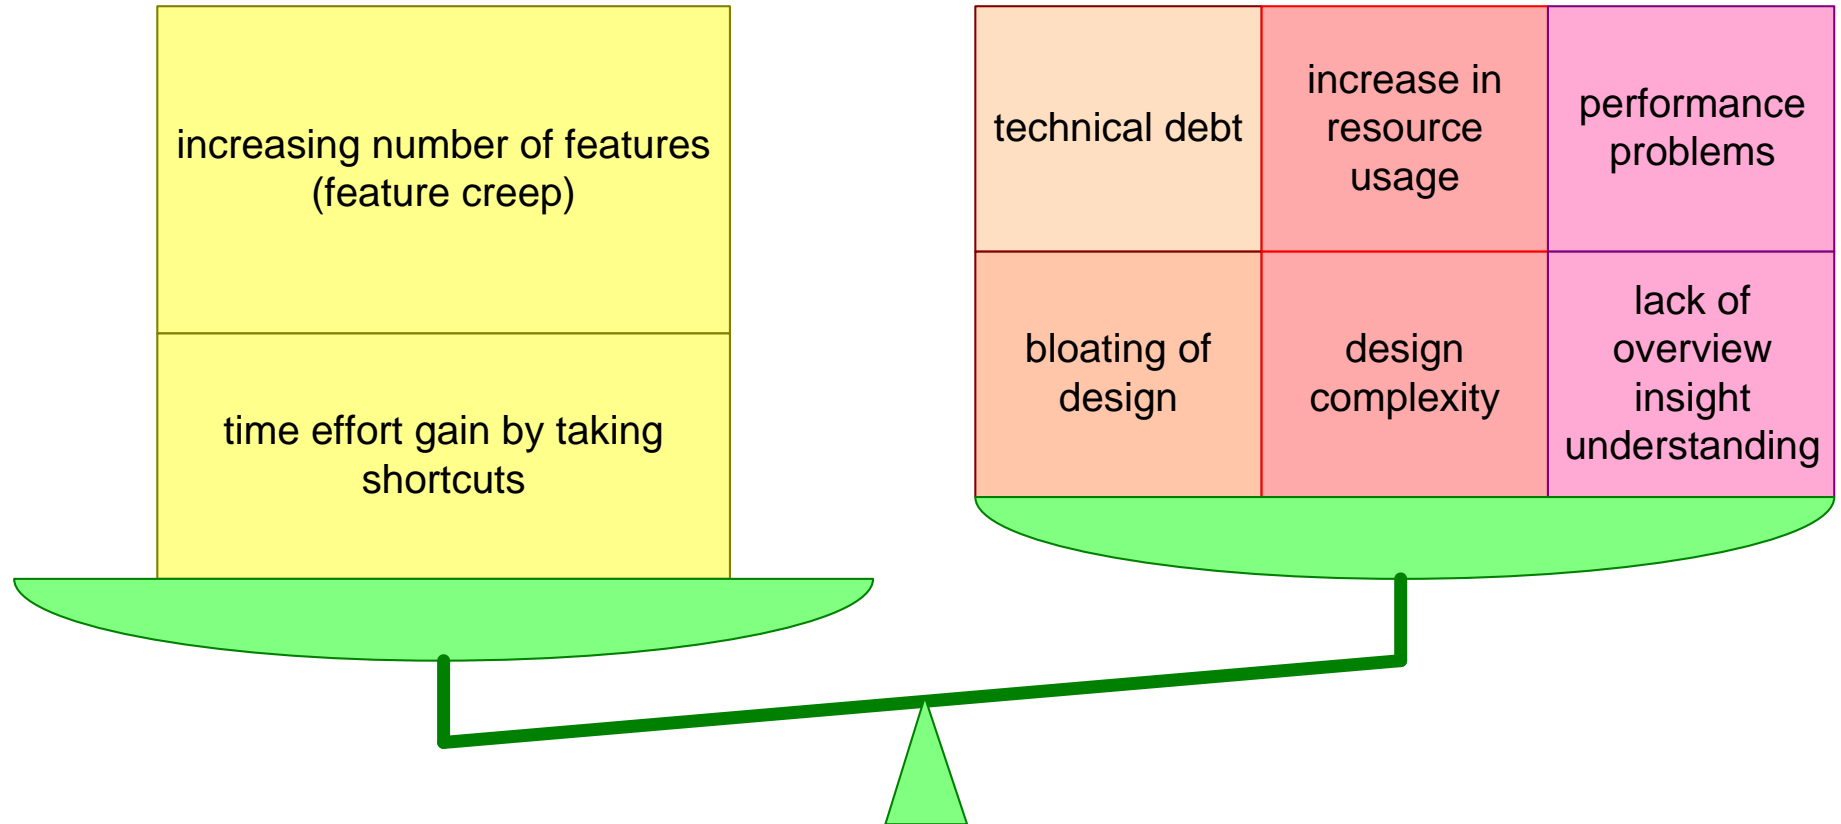 increasing number of features
(feature creep)
time effort gain by taking
shortcuts
technical debt
increase in
resource
usage
performance
problems
bloating of
design
design
complexity
lack of
overview
insight
understanding